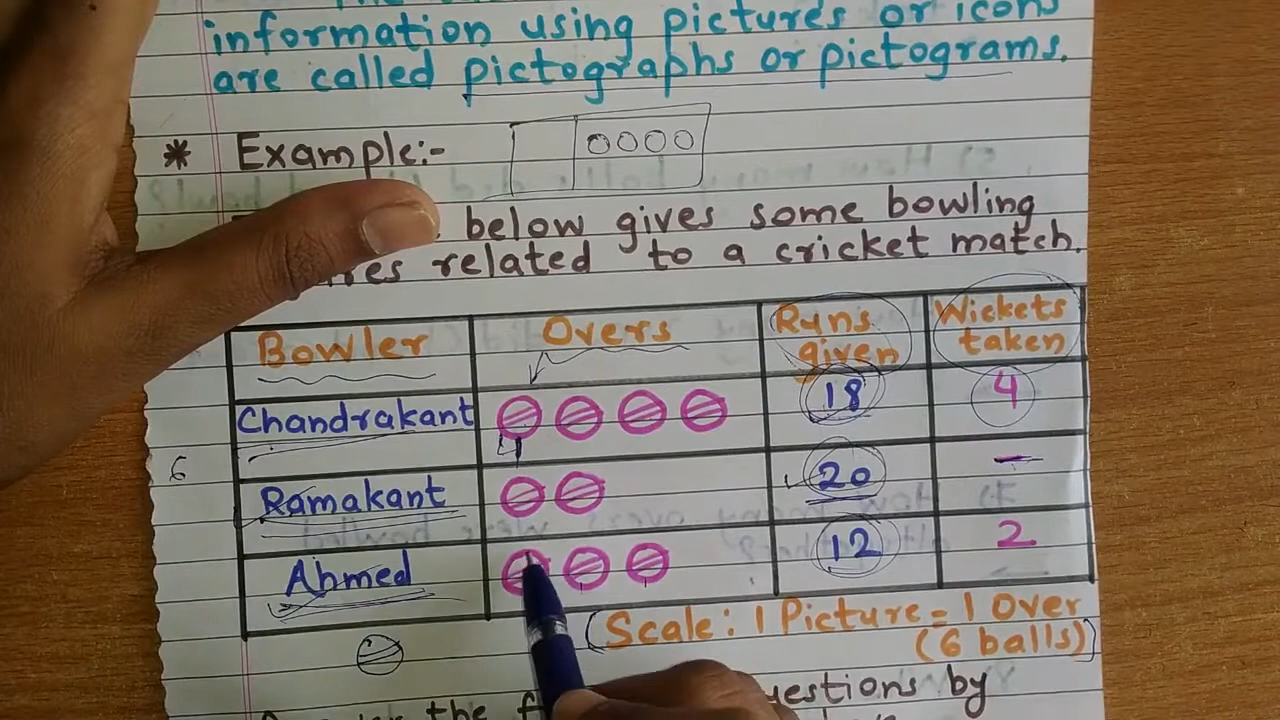 information using pictures or icons
are called pictographs or pictograms.
* Example:-
below gives some bowling
related to a cricket match.
Bowler Overs Runs given Wickets taken
Chandrakant 18 4
6
Ramakant 20 -
Ahmed 12 2
(Scale: 1 Picture = 1 Over
(6 balls))
the by